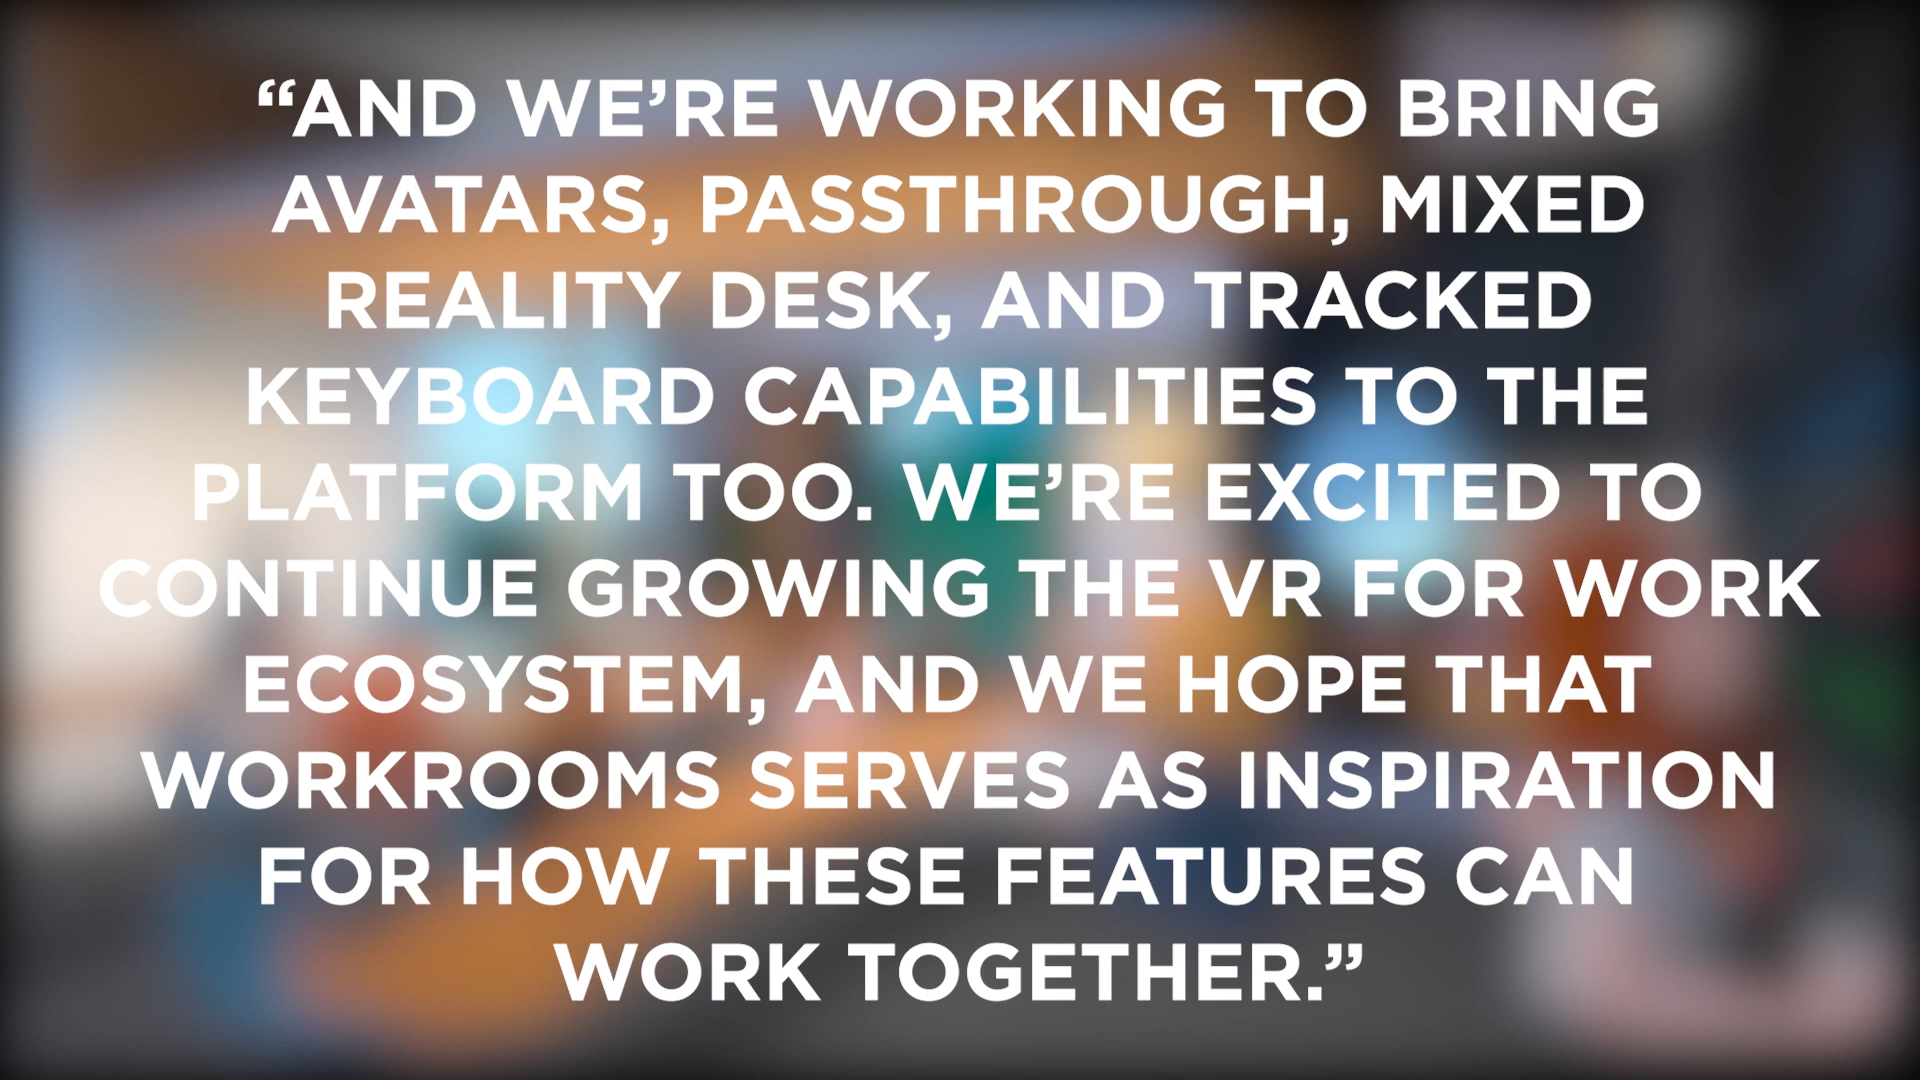 “AND WE’RE WORKING TO BRING
AVATARS, PASSTHROUGH, MIXED
REALITY DESK, AND TRACKED
KEYBOARD CAPABILITIES TO THE
PLATFORM TOO. WE’RE EXCITED TO
CONTINUE GROWING THE VR FOR WORK
ECOSYSTEM, AND WE HOPE THAT
WORKROOMS SERVES AS INSPIRATION
FOR HOW THESE FEATURES CAN
WORK TOGETHER.”